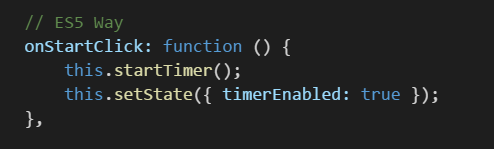 // ES5 Way
onStartClick: function () {
    this.startTimer();
    this.setState({ timerEnabled: true });
},